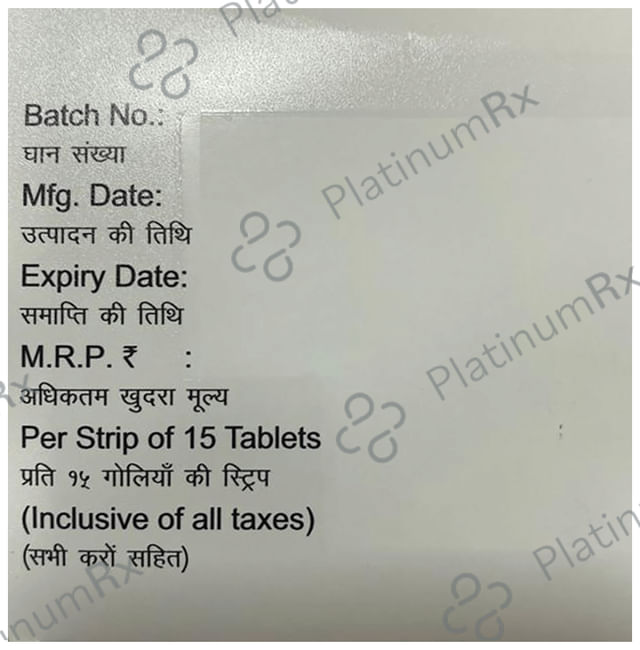 Batch No.:
घान संख्या
Mfg. Date:
उत्पादन की तिथि
Expiry Date:
समाप्ति की तिथि
M.R.P. ₹ :
अधिकतम खुदरा मूल्य
Per Strip of 15 Tablets
प्रति १५ गोलियाँ की स्ट्रिप
(Inclusive of all taxes)
(सभी करों सहित)
PlatinumRx
PlatinumRx